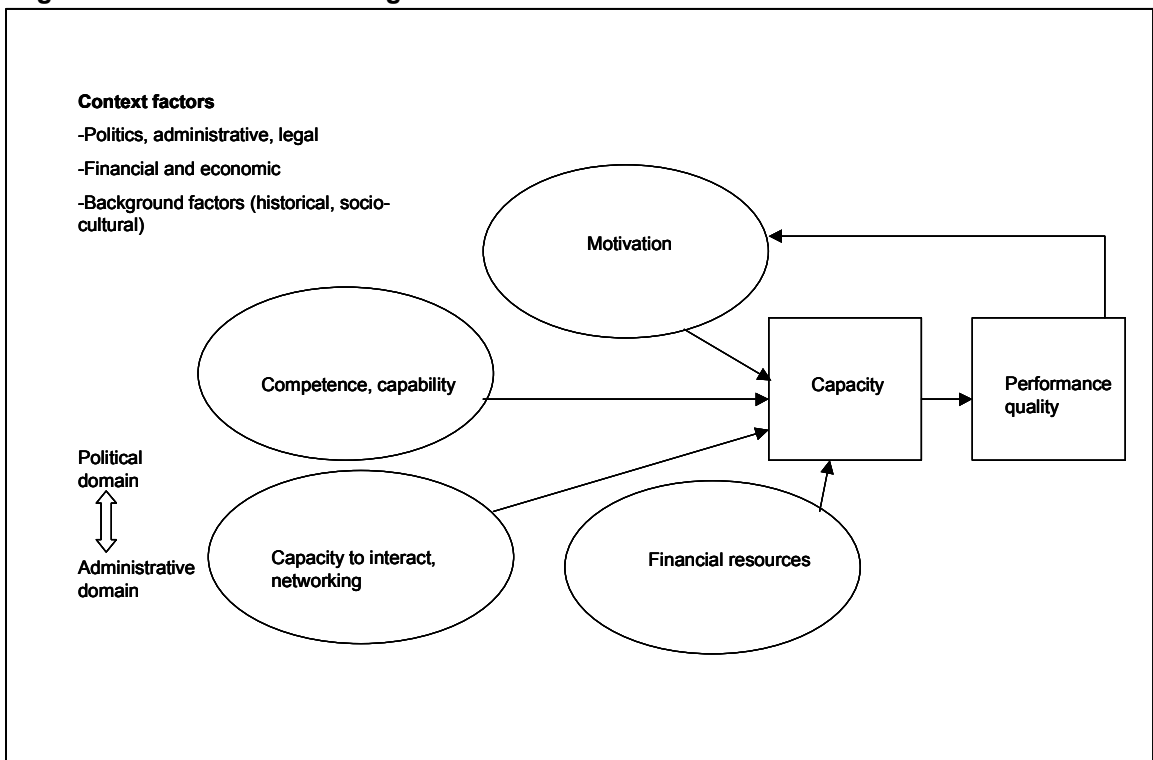 Context factors
-Politics, administrative, legal
-Financial and economic
-Background factors (historical, socio-
cultural)
Motivation
Competence, capability
Capacity
Performance
quality
Political
domain
Administrative
domain
Capacity to interact,
networking
Financial resources